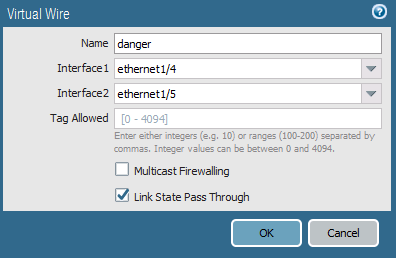 Virtual Wire
Name danger
Interface1 ethernet1/4
Interface2 ethernet1/5
Tag Allowed [0 - 4094]
Enter either integers (e.g. 10) or ranges (100-200) separated by
commas. Integer values can be between 0 and 4094.
Multicast Firewalling
Link State Pass Through
OK Cancel